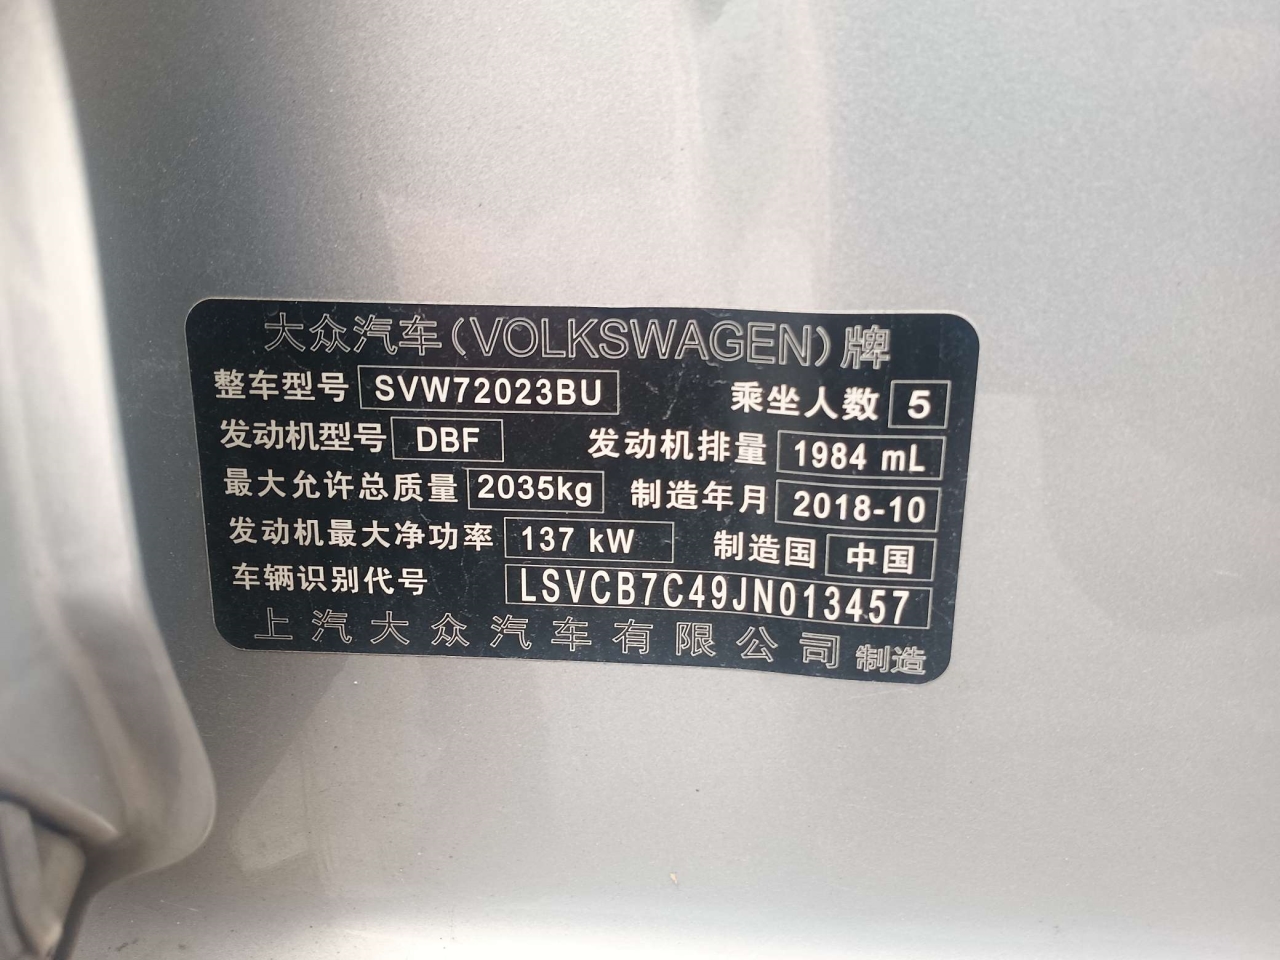 大众汽车(VOLKSWAGEN)牌
整车型号 SVW72023BU 乘坐人数 5
发动机型号 DBF 发动机排量 1984 mL
最大允许总质量 2035kg 制造年月 2018-10
发动机最大净功率 137 kW 制造国 中国
车辆识别代号 LSVCB7C49JN013457
上汽大众汽车有限公司 制造